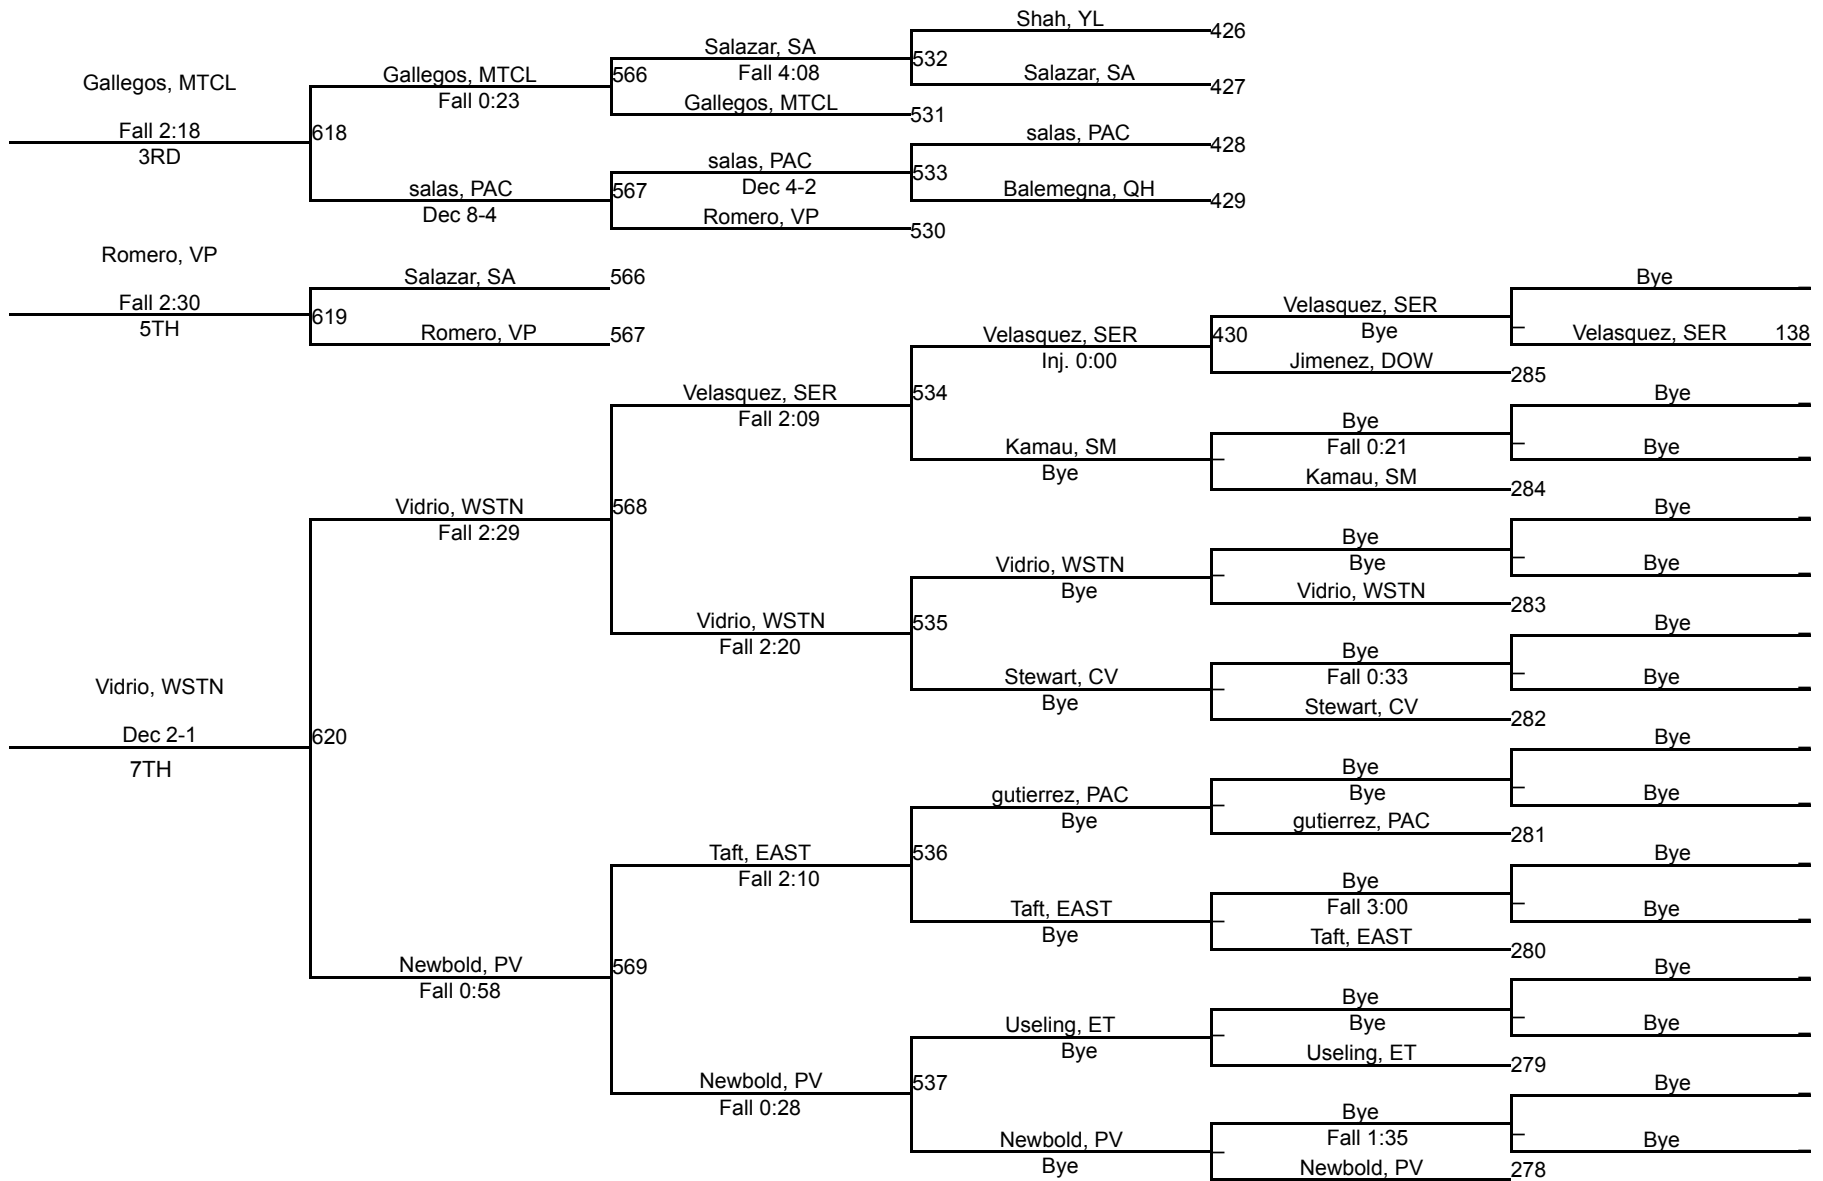 Shah, YL
426
Salazar, SA
532
Gallegos, MTCL
566
Fall 4:08
Salazar, SA
427
Gallegos, MTCL
Fall 0:23
Gallegos, MTCL
531
Fall 2:18
618
salas, PAC
428
3RD
salas, PAC
533
salas, PAC
567
Dec 4-2
Balemegna, QH
429
Dec 8-4
Romero, VP
530
Romero, VP
Salazar, SA
566
Bye
Fall 2:30
619
Velasquez, SER
5TH
Romero, VP
567
Velasquez, SER
430
Bye
Velasquez, SER
138
Inj. 0:00
Jimenez, DOW
285
Velasquez, SER
534
Bye
Fall 2:09
Bye
Kamau, SM
Fall 0:21
Bye
Bye
Kamau, SM
284
Vidrio, WSTN
568
Bye
Fall 2:29
Bye
Vidrio, WSTN
Bye
Bye
Bye
Vidrio, WSTN
283
Vidrio, WSTN
535
Bye
Fall 2:20
Bye
Stewart, CV
Fall 0:33
Bye
Vidrio, WSTN
Bye
Stewart, CV
282
Dec 2-1
620
Bye
7TH
Bye
gutierrez, PAC
Bye
Bye
Bye
gutierrez, PAC
281
Taft, EAST
536
Bye
Fall 2:10
Bye
Taft, EAST
Fall 3:00
Bye
Bye
Taft, EAST
280
Newbold, PV
569
Bye
Fall 0:58
Bye
Useling, ET
Bye
Bye
Bye
Useling, ET
279
Newbold, PV
537
Bye
Fall 0:28
Bye
Newbold, PV
Fall 1:35
Bye
Bye
Newbold, PV
278